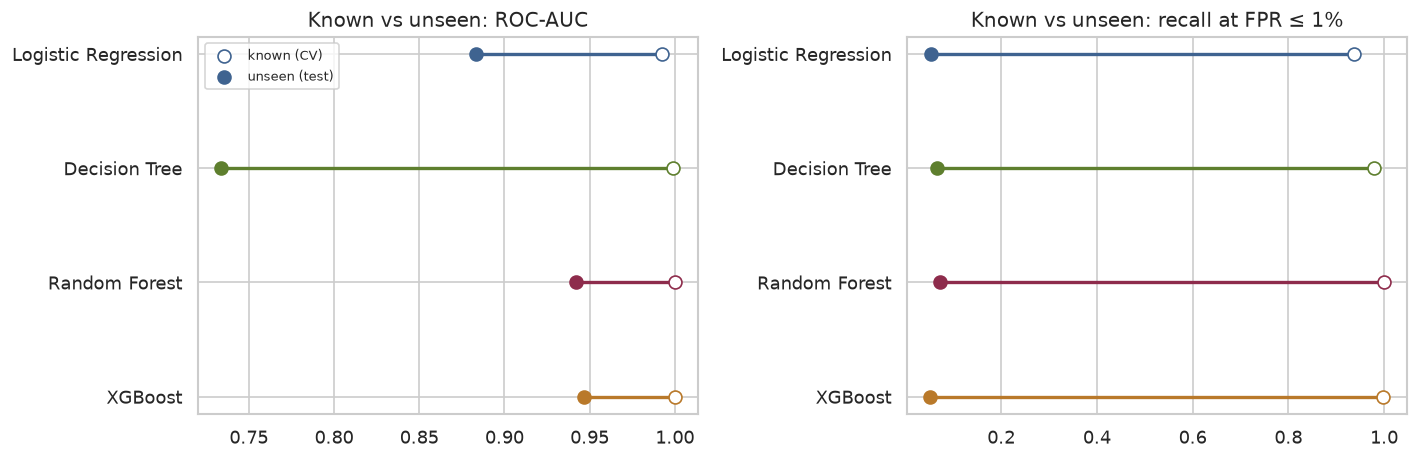 Known vs unseen: ROC-AUC
Logistic Regression
known (CV)
unseen (test)
Decision Tree
Random Forest
XGBoost
0.75 0.80 0.85 0.90 0.95 1.00
Known vs unseen: recall at FPR ≤ 1%
Logistic Regression
Decision Tree
Random Forest
XGBoost
0.2 0.4 0.6 0.8 1.0